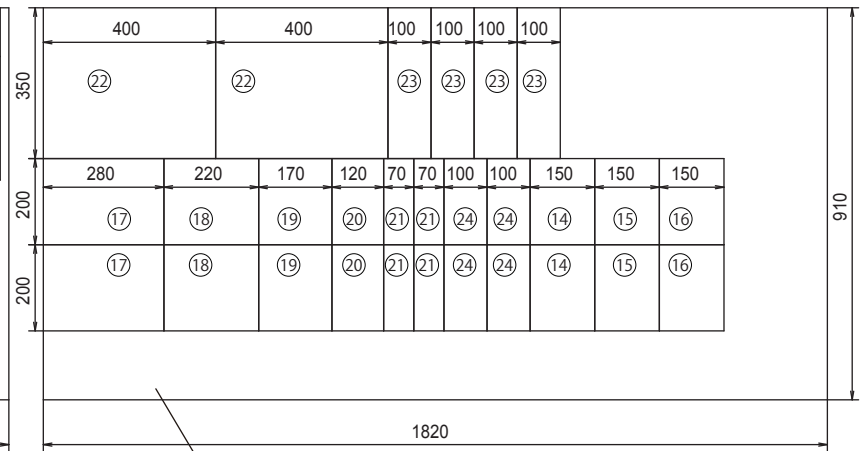 400 400 100 100 100 100
350 ㉒ ㉒ ㉓ ㉓ ㉓ ㉓
280 220 170 120 70 70 100 100 150 150 150
200 ⑰ ⑱ ⑲ ⑳ ㉑ ㉑ ㉔ ㉔ ⑭ ⑮ ⑯
910
200 ⑰ ⑱ ⑲ ⑳ ㉑ ㉑ ㉔ ㉔ ⑭ ⑮ ⑯
1820